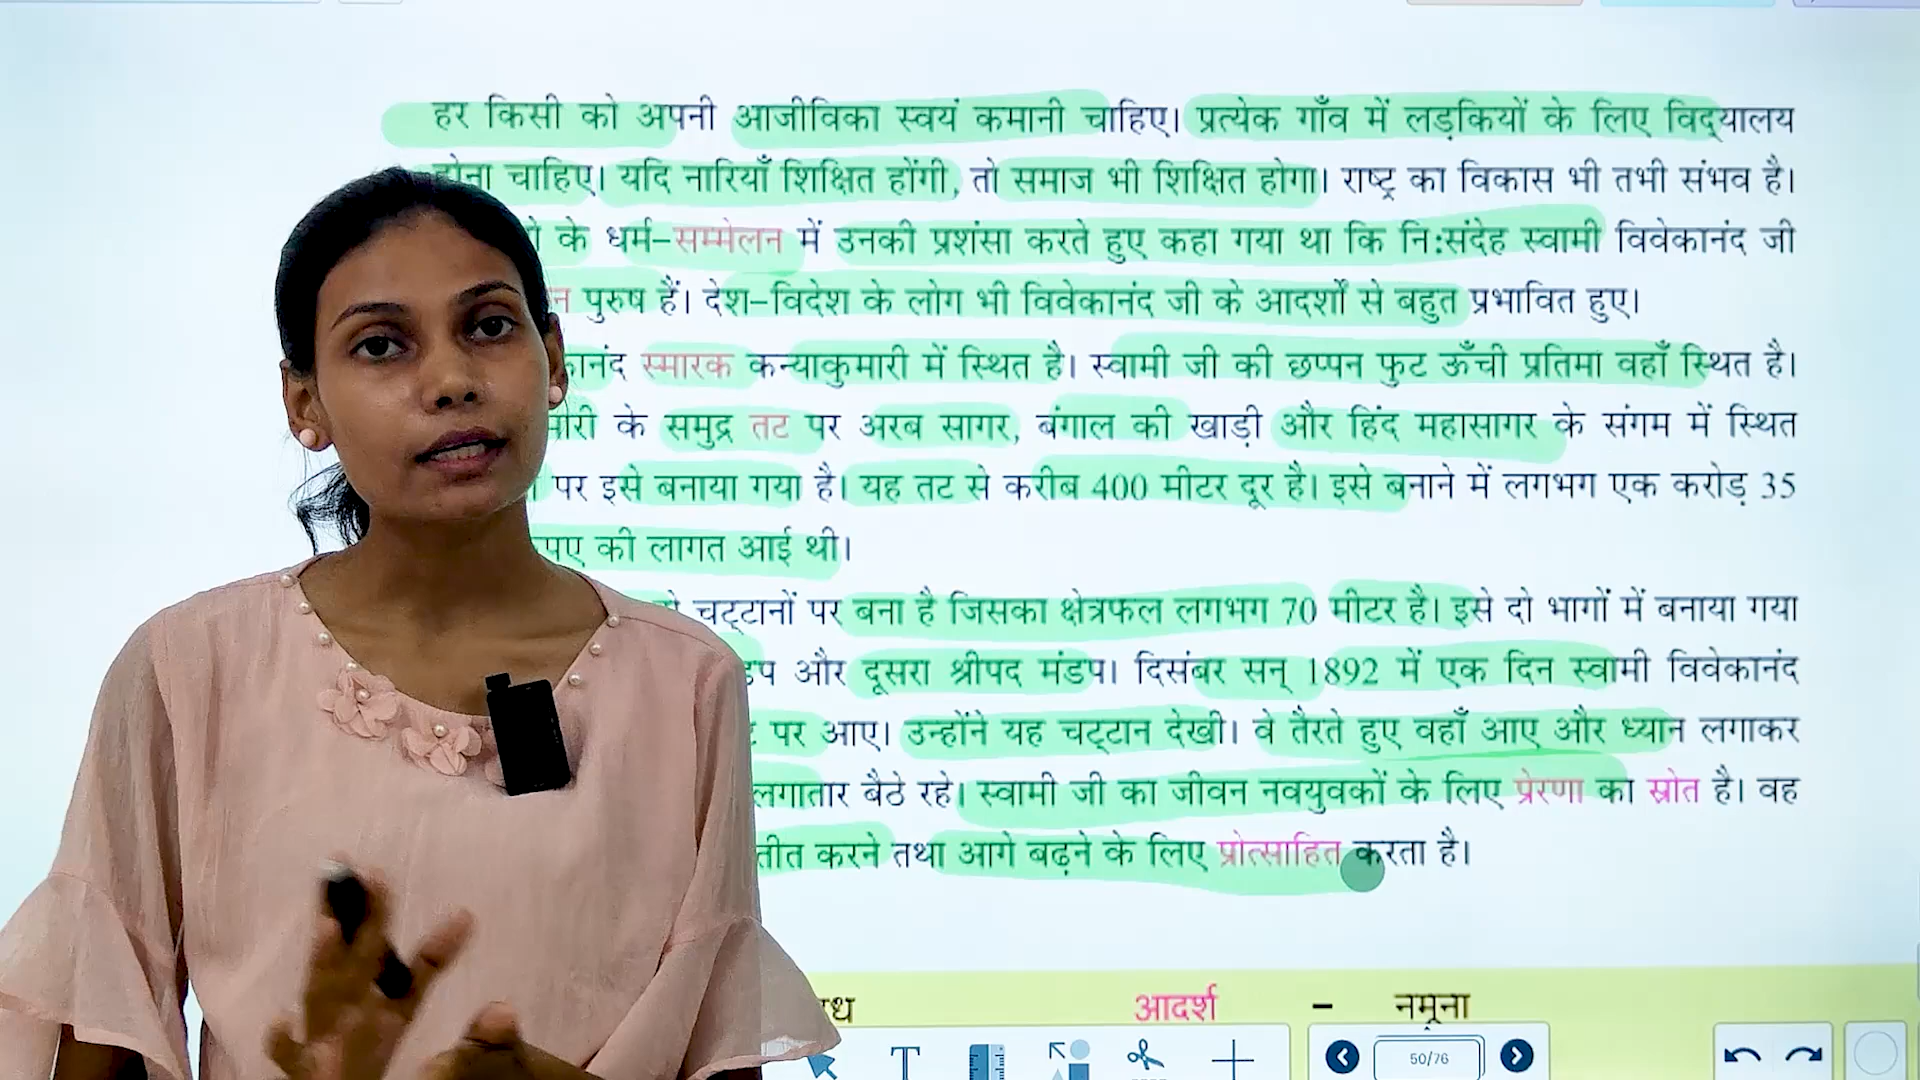 हर किसी को अपनी आजीविका स्वयं कमानी चाहिए। प्रत्येक गाँव में लड़कियों के लिए विद्यालय
होना चाहिए। यदि नारियाँ शिक्षित होंगी, तो समाज भी शिक्षित होगा। राष्ट्र का विकास भी तभी संभव है।
के धर्म-सम्मेलन में उनकी प्रशंसा करते हुए कहा गया था कि नि:संदेह स्वामी विवेकानंद जी
पुरुष हैं। देश-विदेश के लोग भी विवेकानंद जी के आदर्शों से बहुत प्रभावित हुए।
स्मारक कन्याकुमारी में स्थित है। स्वामी जी की छप्पन फुट ऊँची प्रतिमा वहाँ स्थित है।
के समुद्र तट पर अरब सागर, बंगाल की खाड़ी और हिंद महासागर के संगम में स्थित
पर इसे बनाया गया है। यह तट से करीब 400 मीटर दूर है। इसे बनाने में लगभग एक करोड़ 35
की लागत आई थी।
चट्टानों पर बना है जिसका क्षेत्रफल लगभग 70 मीटर है। इसे दो भागों में बनाया गया
और दूसरा श्रीपद मंडप। दिसंबर सन् 1892 में एक दिन स्वामी विवेकानंद
पर आए। उन्होंने यह चट्टान देखी। वे तैरते हुए वहाँ आए और ध्यान लगाकर
लगातार बैठे रहे। स्वामी जी का जीवन नवयुवकों के लिए प्रेरणा का स्रोत है। वह
करने तथा आगे बढ़ने के लिए प्रोत्साहित करता है।
आदर्श – नमूना
50/76